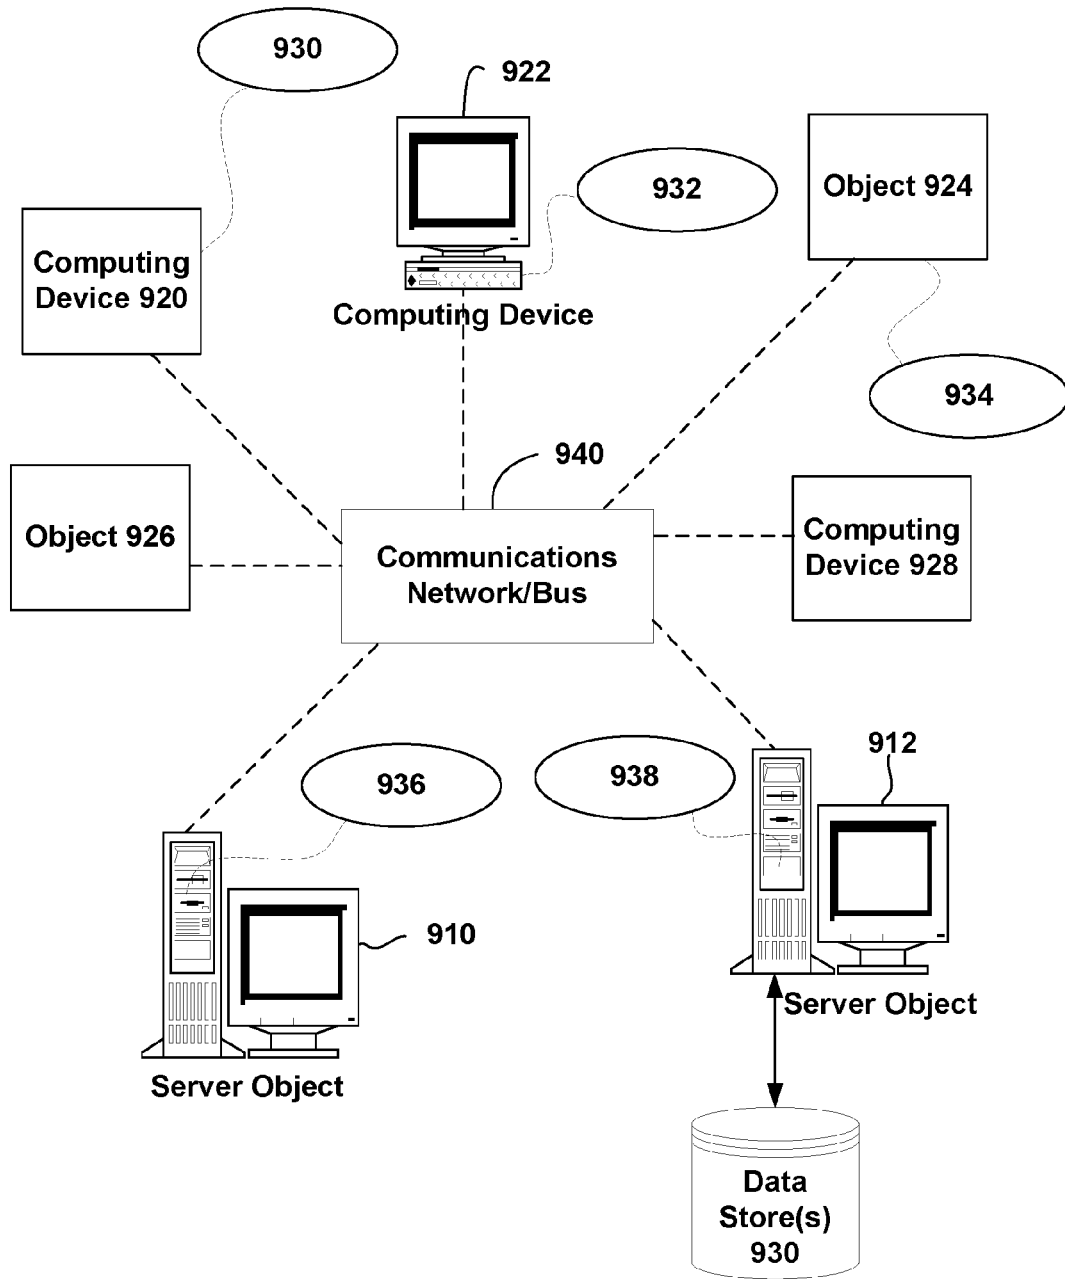 930
922
932
Object 924
Computing
Device 920
Computing Device
934
940
Object 926
Communications
Network/Bus
Computing
Device 928
936
938
912
910
Server Object
Server Object
Data
Store(s)
930